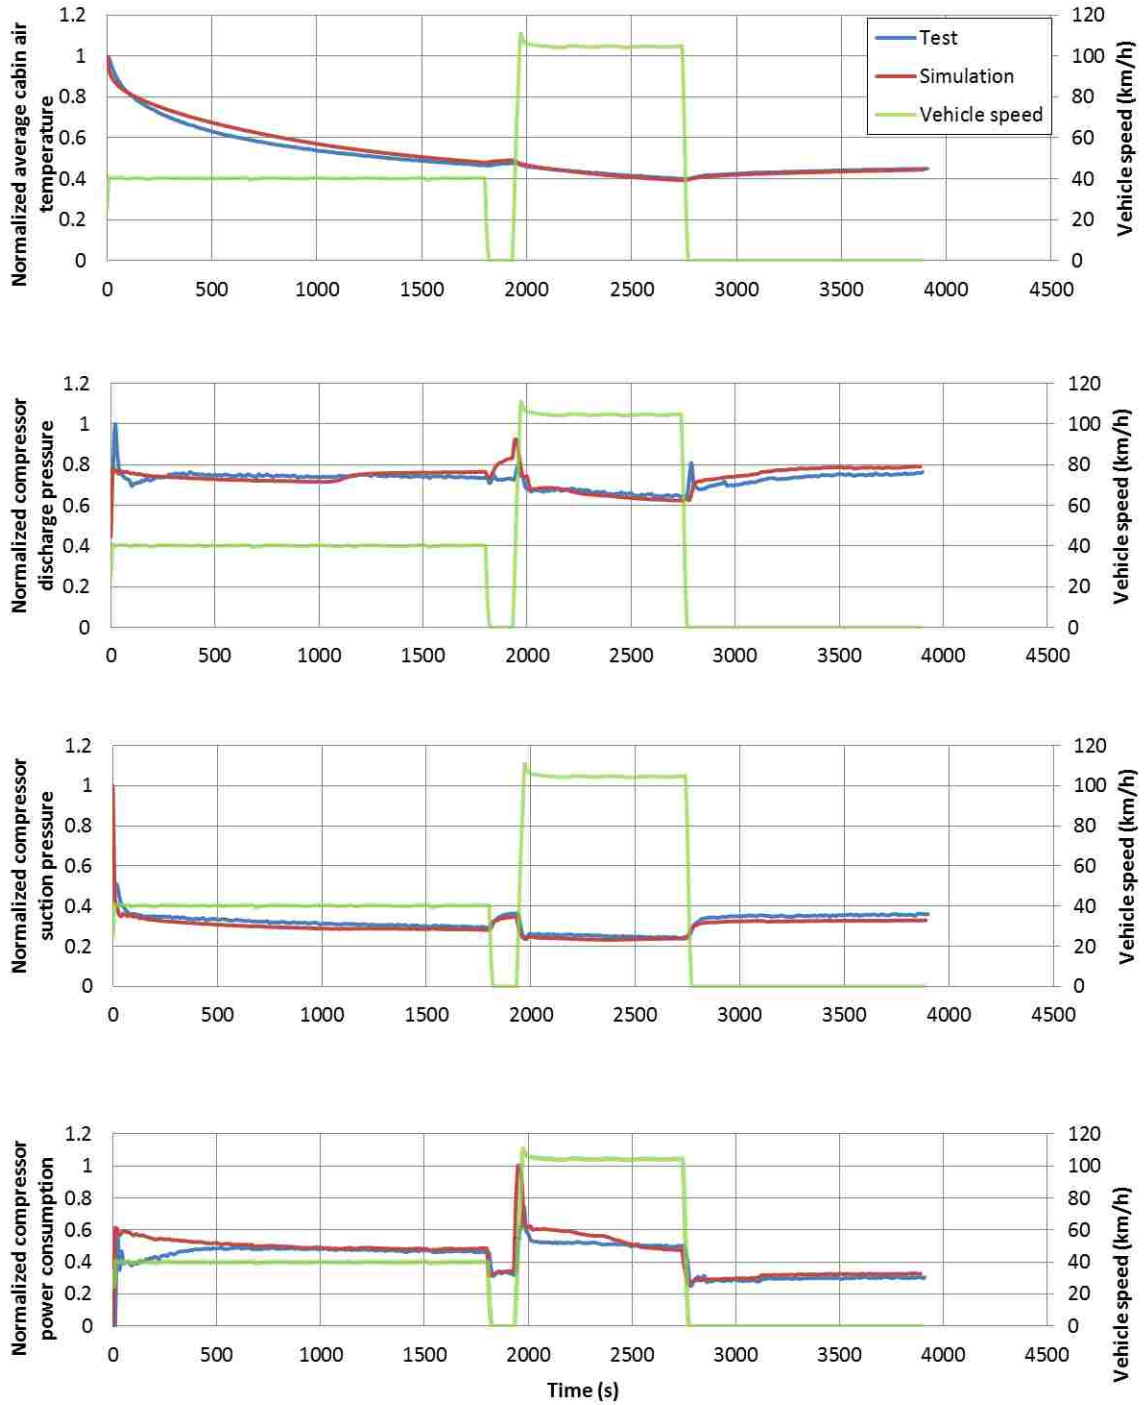 Normalized average cabin air
temperature
1.2
1
0.8
0.6
0.4
0.2
0
0 500 1000 1500 2000 2500 3000 3500 4000 4500
120
100
80
60
40
20
0
Vehicle speed (km/h)
Test
Simulation
Vehicle speed
Normalized compressor
discharge pressure
1.2
1
0.8
0.6
0.4
0.2
0
0 500 1000 1500 2000 2500 3000 3500 4000 4500
120
100
80
60
40
20
0
Vehicle speed (km/h)
Normalized compressor
suction pressure
1.2
1
0.8
0.6
0.4
0.2
0
0 500 1000 1500 2000 2500 3000 3500 4000 4500
120
100
80
60
40
20
0
Vehicle speed (km/h)
Normalized compressor
power consumption
1.2
1
0.8
0.6
0.4
0.2
0
0 500 1000 1500 2000 2500 3000 3500 4000 4500
120
100
80
60
40
20
0
Vehicle speed (km/h)
Time (s)